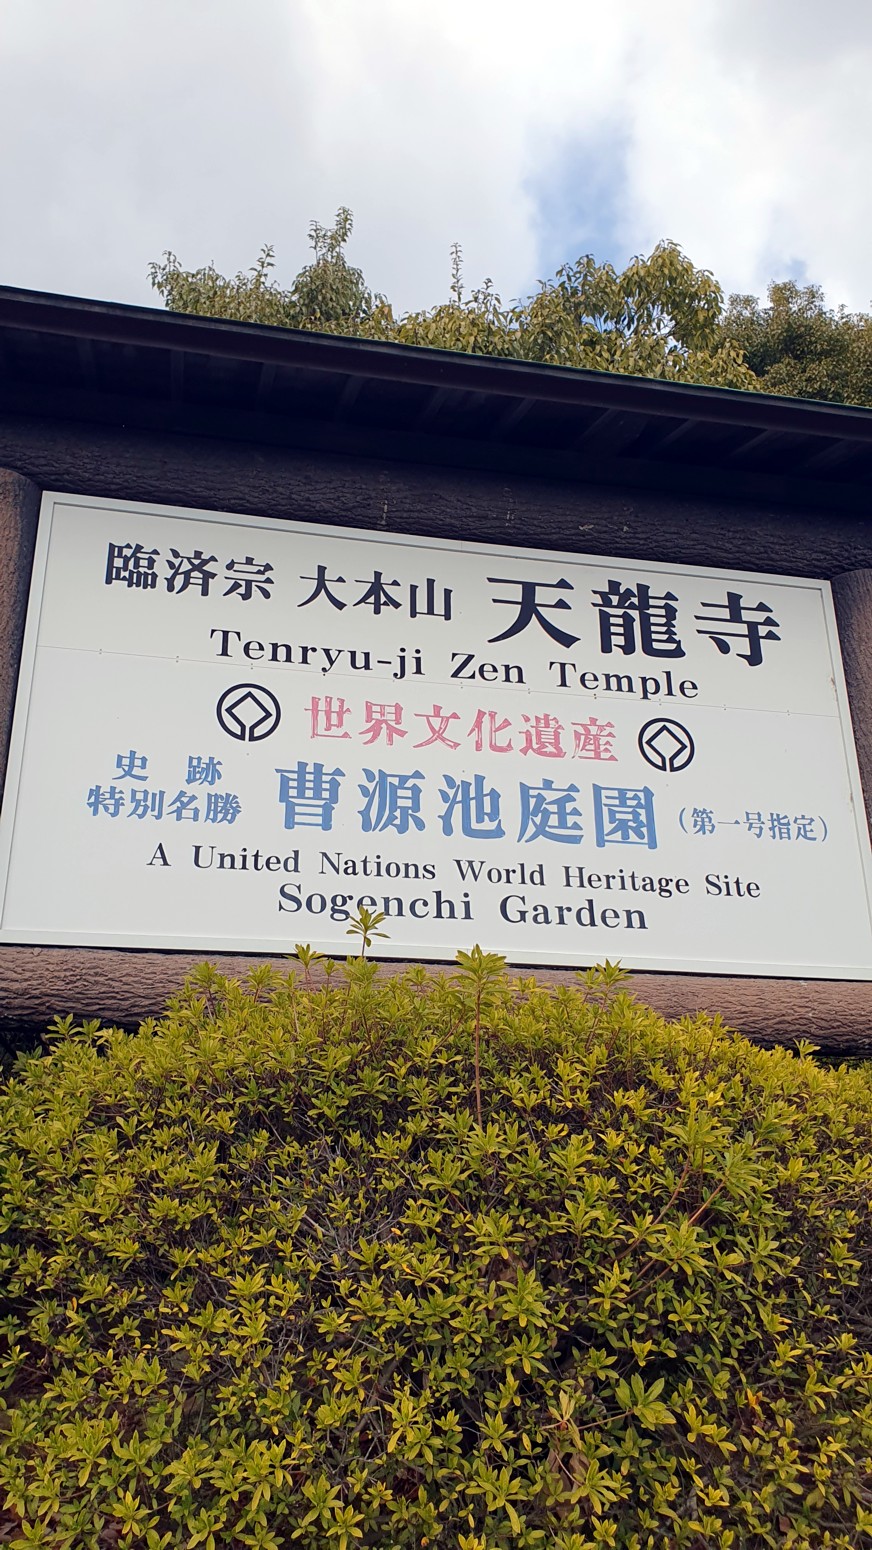 臨済宗 大本山 天龍寺
Tenryu-ji Zen Temple
世界文化遺産
史跡
特別名勝 曹源池庭園 (第一号指定)
A United Nations World Heritage Site
Sogenchi Garden